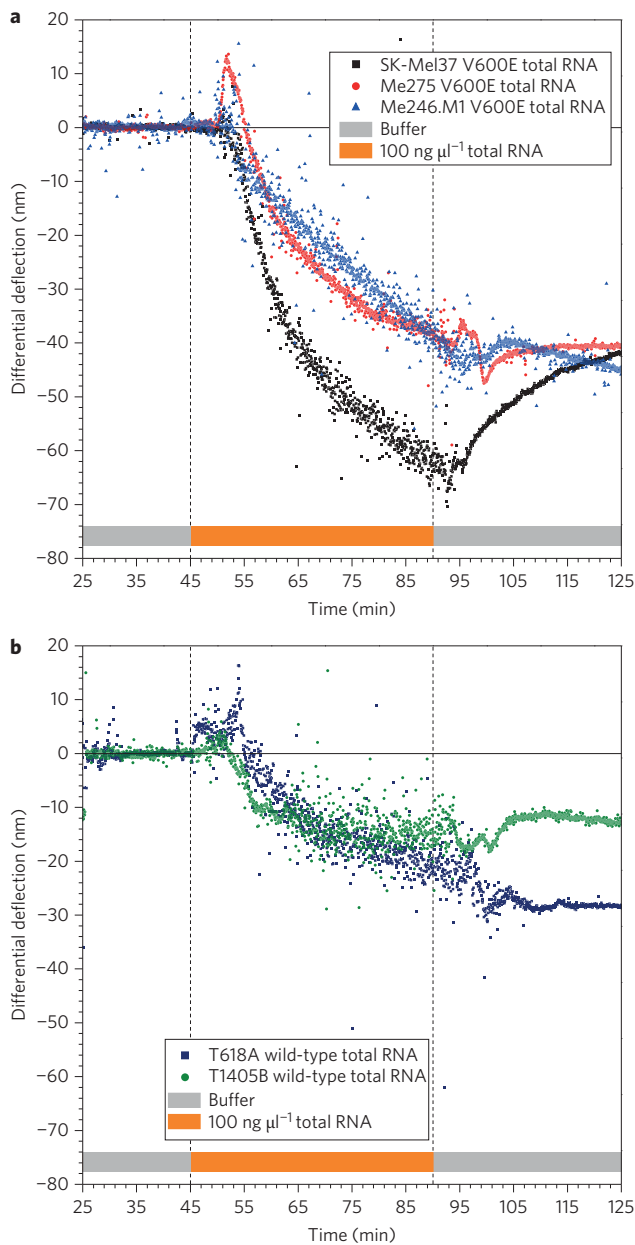 a
20
10
0
−10
−20
−30
−40
−50
−60
−70
−80
Differential deflection (nm)
SK-Mel37 V600E total RNA
Me275 V600E total RNA
Me246.M1 V600E total RNA
Buffer
100 ng μl⁻¹ total RNA
25 35 45 55 65 75 85 95 105 115 125
Time (min)
b
20
10
0
−10
−20
−30
−40
−50
−60
−70
−80
Differential deflection (nm)
T618A wild-type total RNA
T1405B wild-type total RNA
Buffer
100 ng μl⁻¹ total RNA
25 35 45 55 65 75 85 95 105 115 125
Time (min)